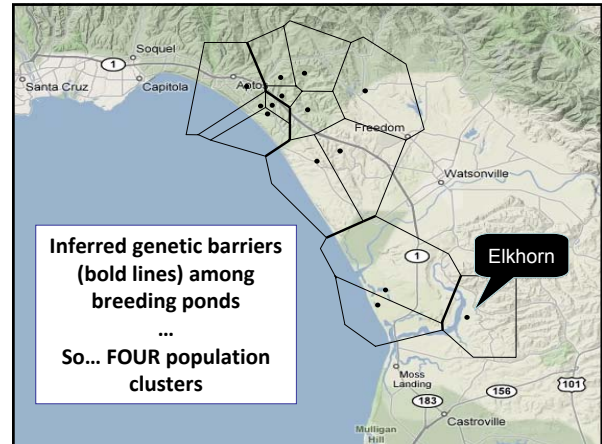 Soquel
1
Santa Cruz
Capitola
Aptos
Freedom
Watsonville
Inferred genetic barriers
(bold lines) among
breeding ponds
...
So... FOUR population
clusters
1
Elkhorn
Moss
Landing
101
156
183
Castroville
Mulligan
Hill